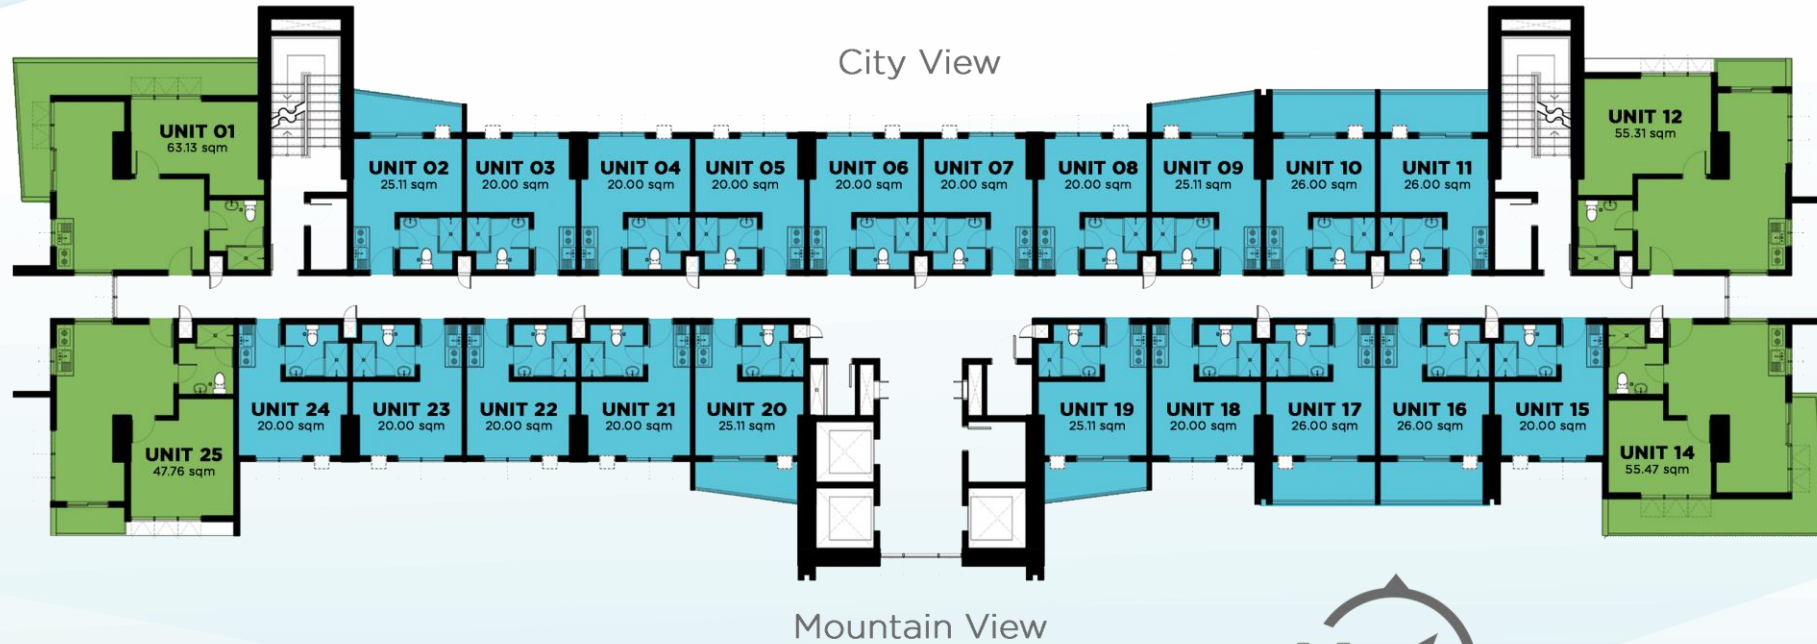 City View
UNIT 01
63.13 sqm
UNIT 02
25.11 sqm
UNIT 03
20.00 sqm
UNIT 04
20.00 sqm
UNIT 05
20.00 sqm
UNIT 06
20.00 sqm
UNIT 07
20.00 sqm
UNIT 08
20.00 sqm
UNIT 09
25.11 sqm
UNIT 10
26.00 sqm
UNIT 11
26.00 sqm
UNIT 12
55.31 sqm
UNIT 25
47.76 sqm
UNIT 24
20.00 sqm
UNIT 23
20.00 sqm
UNIT 22
20.00 sqm
UNIT 21
20.00 sqm
UNIT 20
25.11 sqm
UNIT 19
25.11 sqm
UNIT 18
20.00 sqm
UNIT 17
26.00 sqm
UNIT 16
26.00 sqm
UNIT 15
20.00 sqm
UNIT 14
55.47 sqm
Mountain View